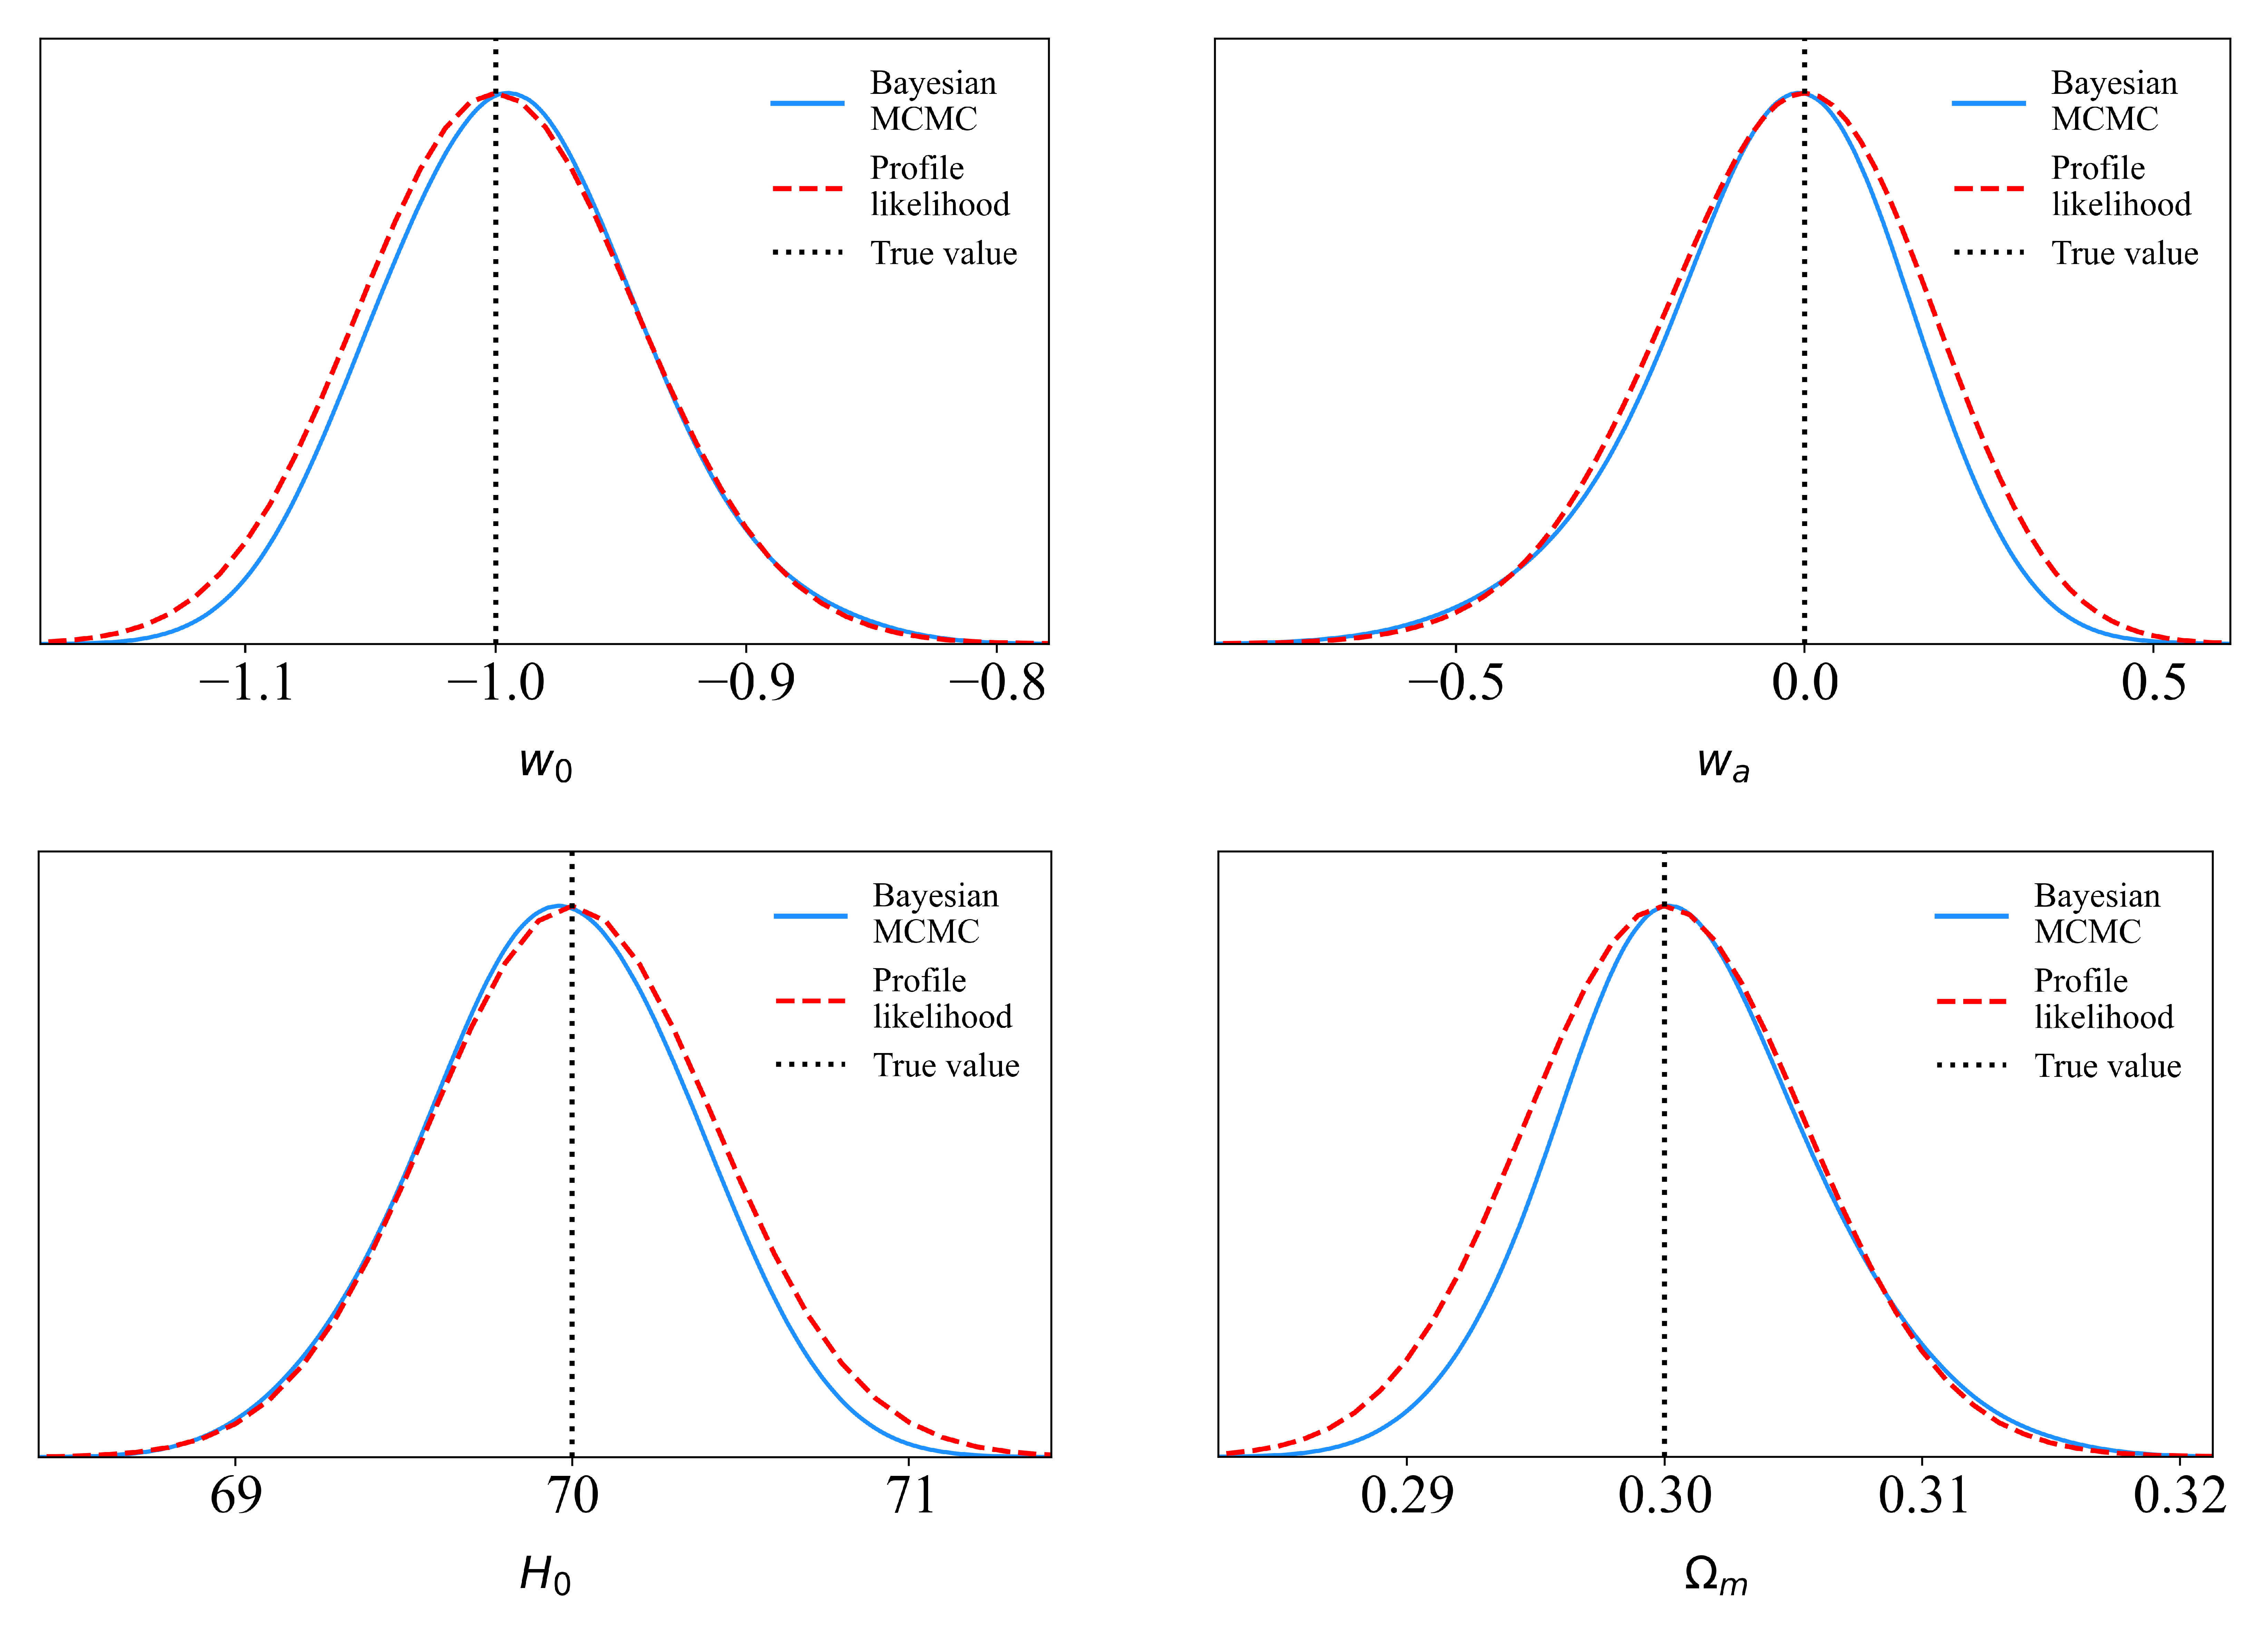 Bayesian
MCMC
Profile
likelihood
True value
−1.1 −1.0 −0.9 −0.8
w0
Bayesian
MCMC
Profile
likelihood
True value
−0.5 0.0 0.5
wa
Bayesian
MCMC
Profile
likelihood
True value
69 70 71
H0
Bayesian
MCMC
Profile
likelihood
True value
0.29 0.30 0.31 0.32
Ωm